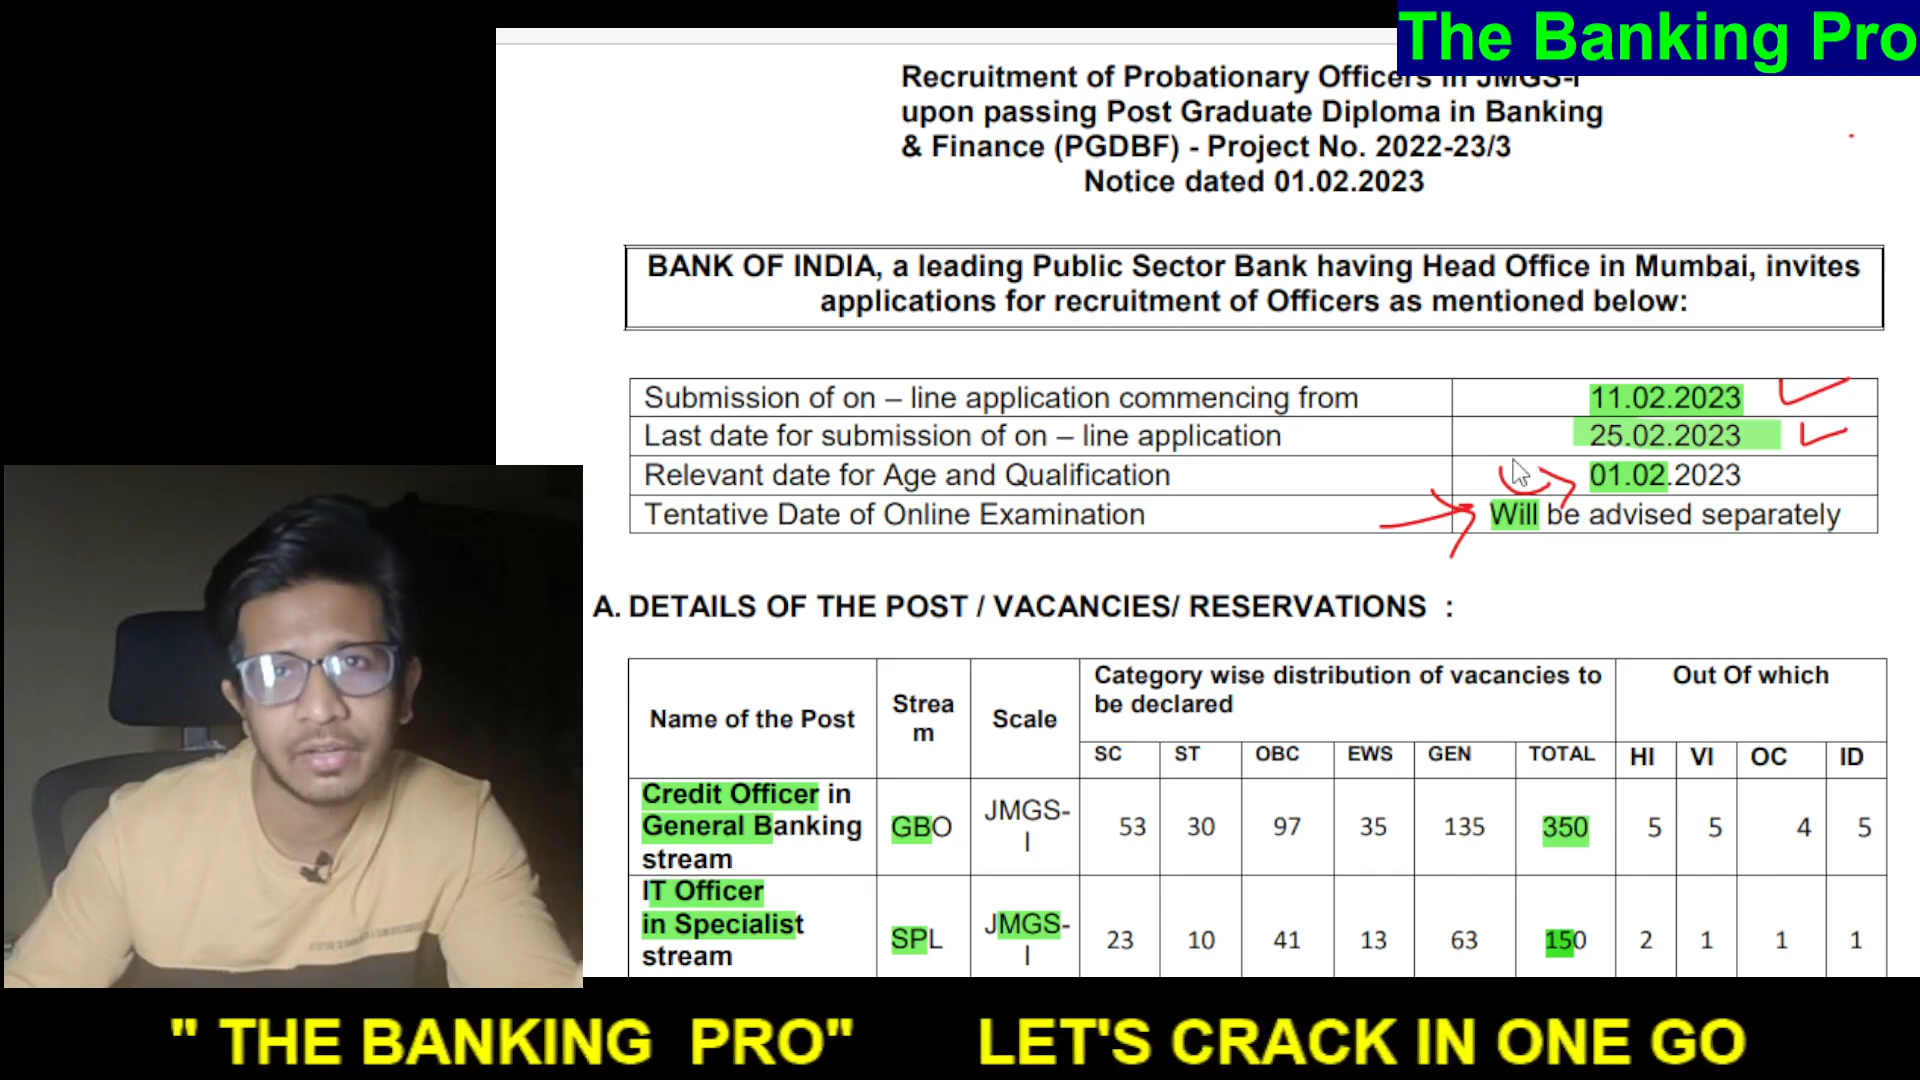 The Banking Pro
Recruitment of Probationary Officers in JMGS-I
upon passing Post Graduate Diploma in Banking
& Finance (PGDBF) - Project No. 2022-23/3
Notice dated 01.02.2023
BANK OF INDIA, a leading Public Sector Bank having Head Office in Mumbai, invites
applications for recruitment of Officers as mentioned below:
Submission of on – line application commencing from 11.02.2023
Last date for submission of on – line application 25.02.2023
Relevant date for Age and Qualification 01.02.2023
Tentative Date of Online Examination Will be advised separately
A. DETAILS OF THE POST / VACANCIES/ RESERVATIONS :
Name of the Post
Strea
m
Scale
Category wise distribution of vacancies to
be declared
Out Of which
SC ST OBC EWS GEN TOTAL HI VI OC ID
Credit Officer in
General Banking
stream
GBO
JMGS-
I
53 30 97 35 135 350 5 5 4 5
IT Officer
in Specialist
stream
SPL
JMGS-
I
23 10 41 13 63 150 2 1 1 1
" THE BANKING PRO" LET'S CRACK IN ONE GO